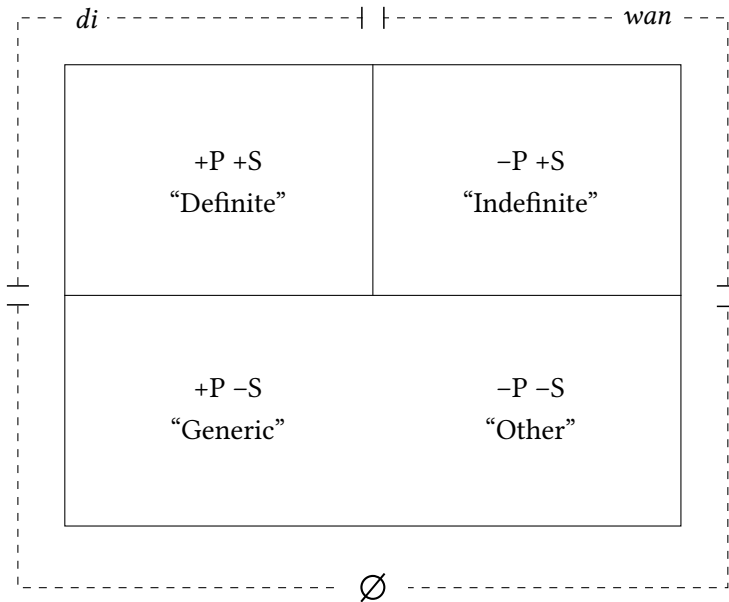 di wan
+P +S –P +S
“Definite” “Indefinite”
+P –S –P –S
“Generic” “Other”
∅